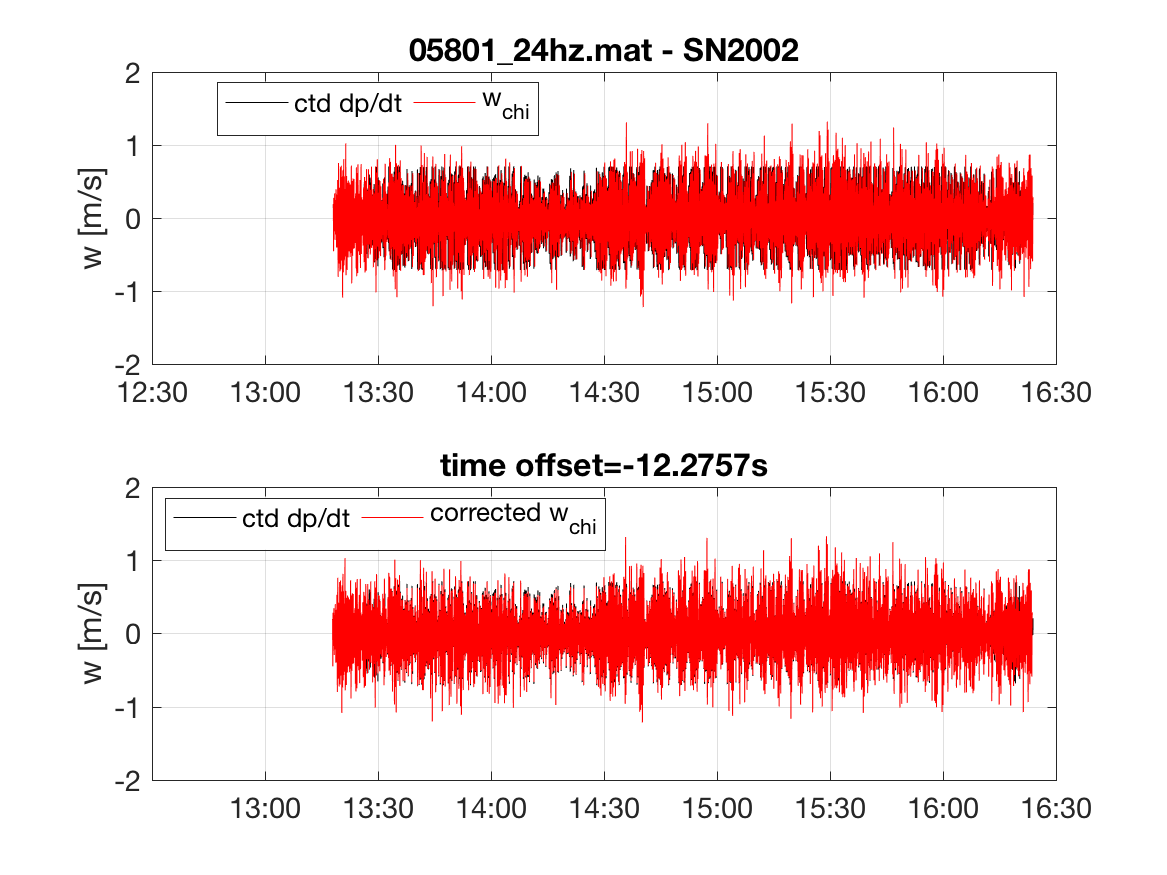 05801_24hz.mat - SN2002
2
ctd dp/dt w_chi
1
0
-1
-2
w [m/s]
12:30 13:00 13:30 14:00 14:30 15:00 15:30 16:00 16:30
time offset=-12.2757s
2
ctd dp/dt corrected w_chi
1
0
-1
-2
w [m/s]
13:00 13:30 14:00 14:30 15:00 15:30 16:00 16:30